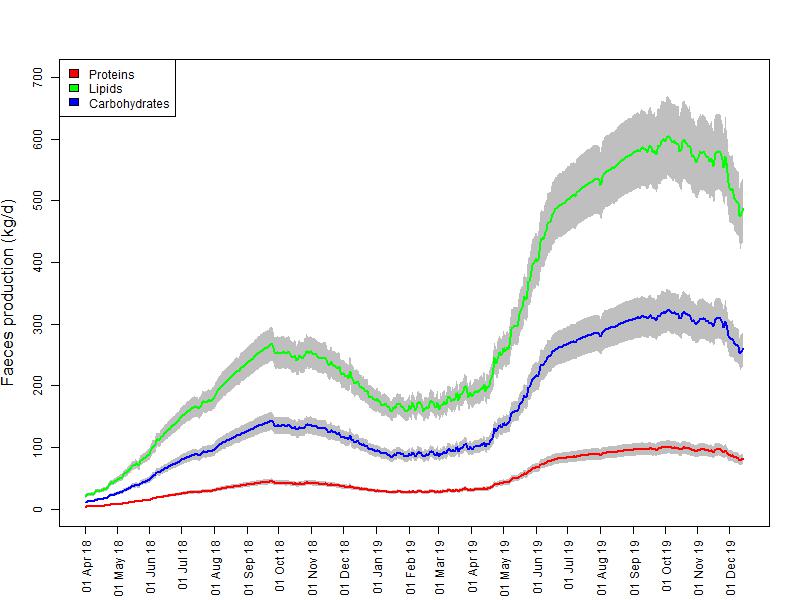 Proteins
Lipids
Carbohydrates
Faeces production (kg/d)
700
600
500
400
300
200
100
0
01 Apr 18
01 May 18
01 Jun 18
01 Jul 18
01 Aug 18
01 Sep 18
01 Oct 18
01 Nov 18
01 Dec 18
01 Jan 19
01 Feb 19
01 Mar 19
01 Apr 19
01 May 19
01 Jun 19
01 Jul 19
01 Aug 19
01 Sep 19
01 Oct 19
01 Nov 19
01 Dec 19